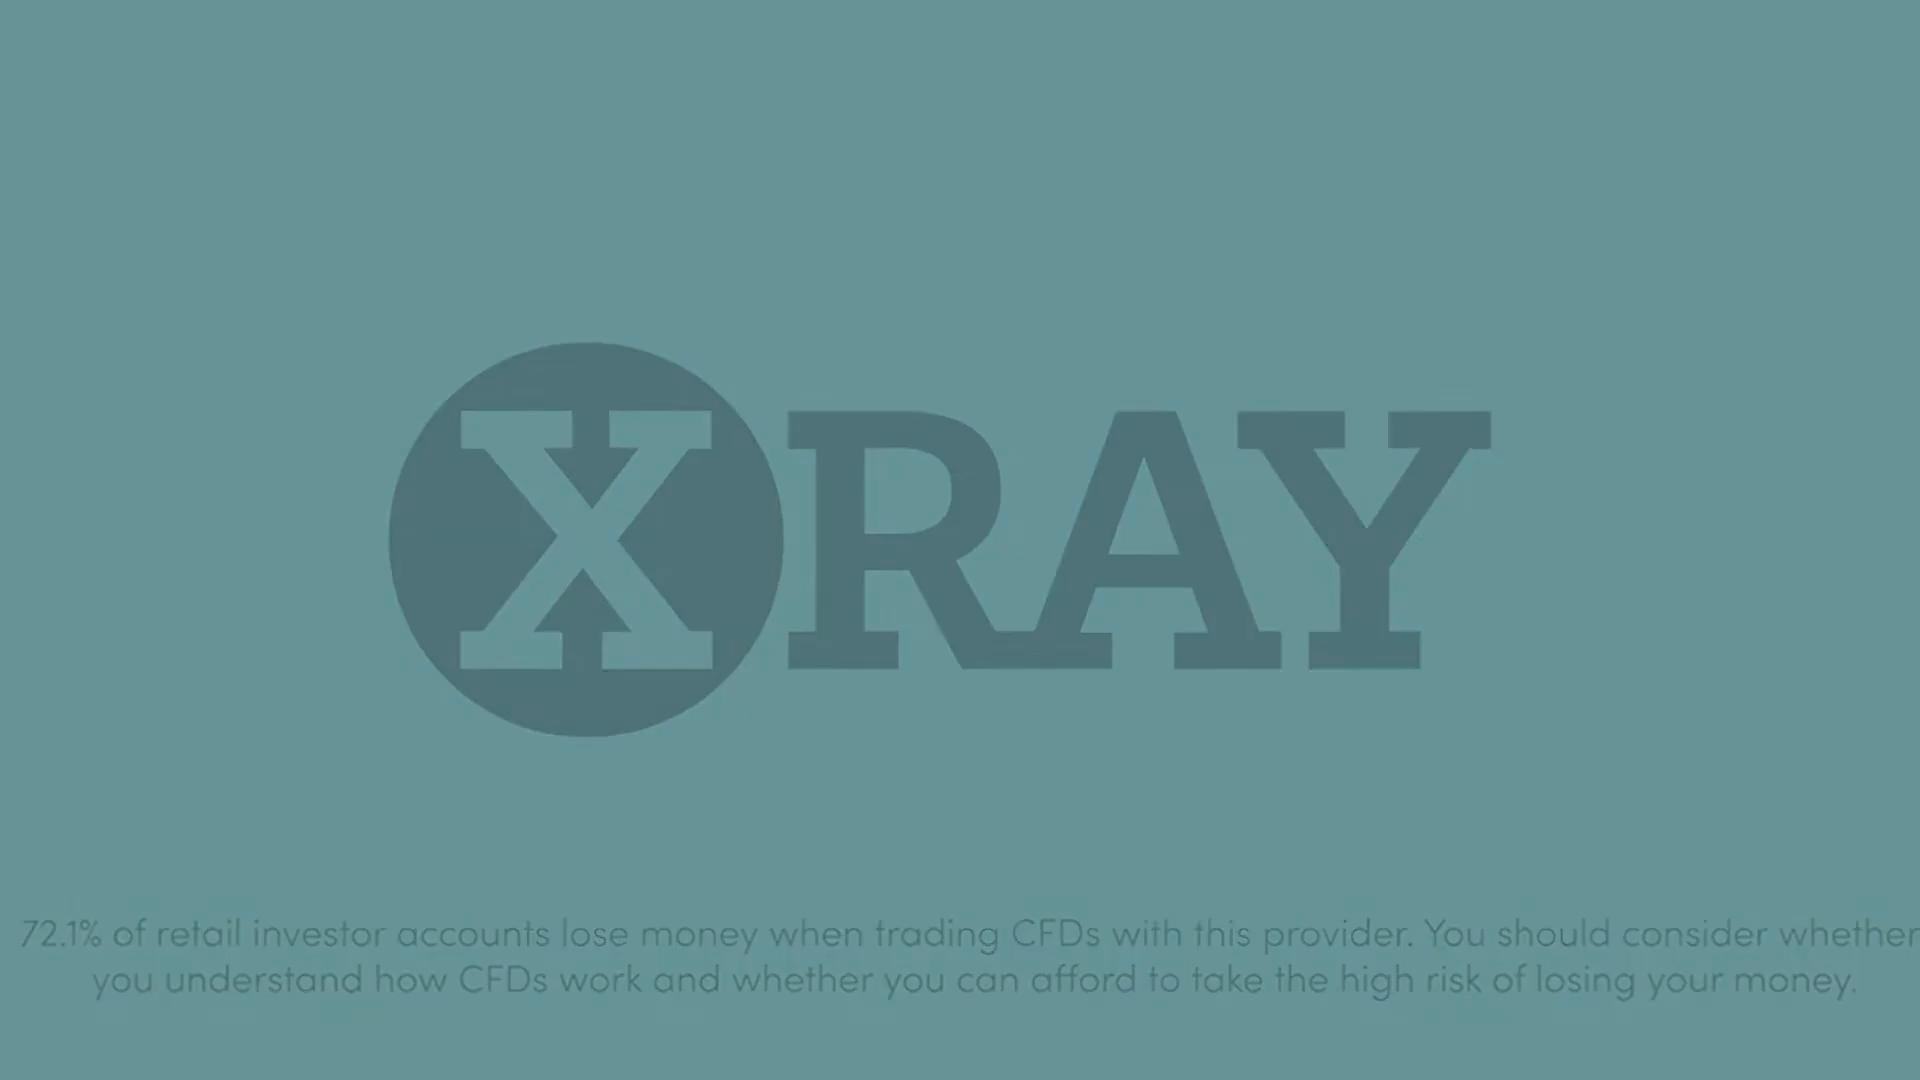 XRAY
72.1% of retail investor accounts lose money when trading CFDs with this provider. You should consider whether
you understand how CFDs work and whether you can afford to take the high risk of losing your money.